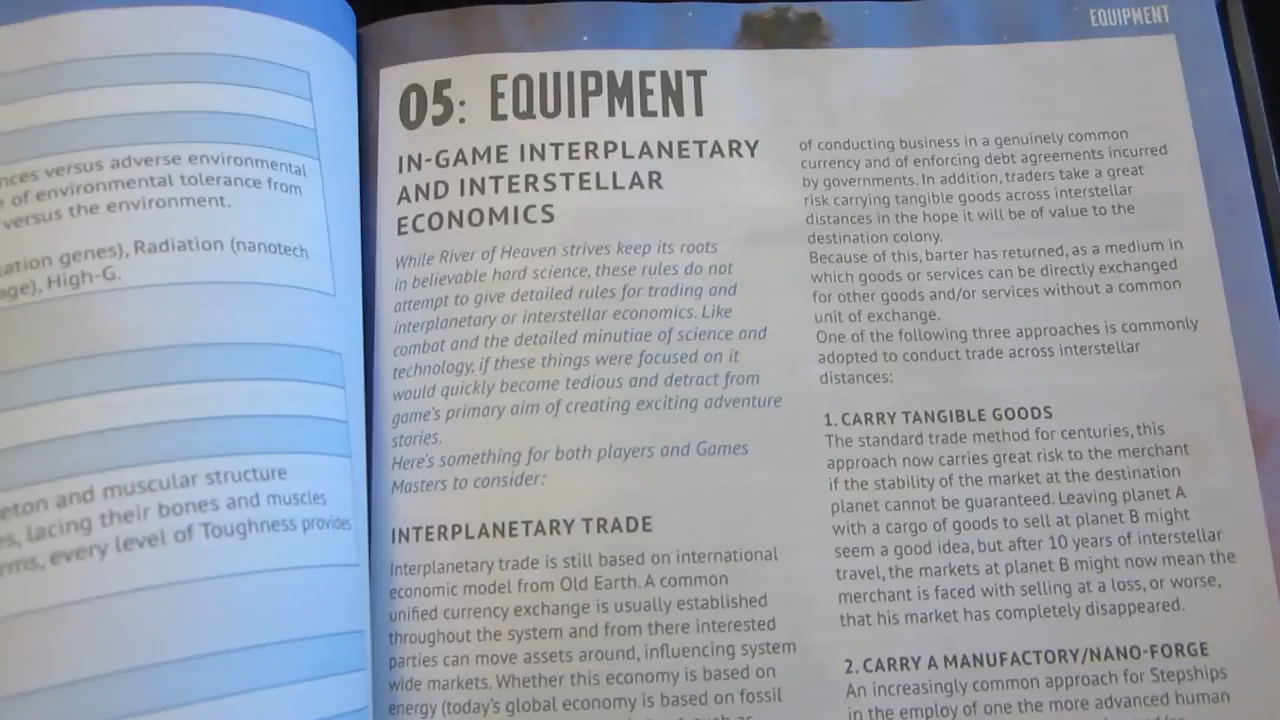 nces versus adverse environmental
of environmental tolerance from
versus the environment.
ation genes), Radiation (nanotech
age), High-G.
eton and muscular structure
es, lacing their bones and muscles
rms, every level of Toughness provides
EQUIPMENT
05: EQUIPMENT
IN-GAME INTERPLANETARY
AND INTERSTELLAR
ECONOMICS
While River of Heaven strives keep its roots
in believable hard science, these rules do not
attempt to give detailed rules for trading and
interplanetary or interstellar economics. Like
combat and the detailed minutiae of science and
technology, if these things were focused on it
would quickly become tedious and detract from
game's primary aim of creating exciting adventure
stories.
Here's something for both players and Games
Masters to consider:
INTERPLANETARY TRADE
Interplanetary trade is still based on international
economic model from Old Earth. A common
unified currency exchange is usually established
throughout the system and from there interested
parties can move assets around, influencing system
wide markets. Whether this economy is based on
energy (today's global economy is based on fossil
of conducting business in a genuinely common
currency and of enforcing debt agreements incurred
by governments. In addition, traders take a great
risk carrying tangible goods across interstellar
distances in the hope it will be of value to the
destination colony.
Because of this, barter has returned, as a medium in
which goods or services can be directly exchanged
for other goods and/or services without a common
unit of exchange.
One of the following three approaches is commonly
adopted to conduct trade across interstellar
distances:
1. CARRY TANGIBLE GOODS
The standard trade method for centuries, this
approach now carries great risk to the merchant
if the stability of the market at the destination
planet cannot be guaranteed. Leaving planet A
with a cargo of goods to sell at planet B might
seem a good idea, but after 10 years of interstellar
travel, the markets at planet B might now mean the
merchant is faced with selling at a loss, or worse,
that his market has completely disappeared.
2. CARRY A MANUFACTORY/NANO-FORGE
An increasingly common approach for Stepships
in the employ of one the more advanced human